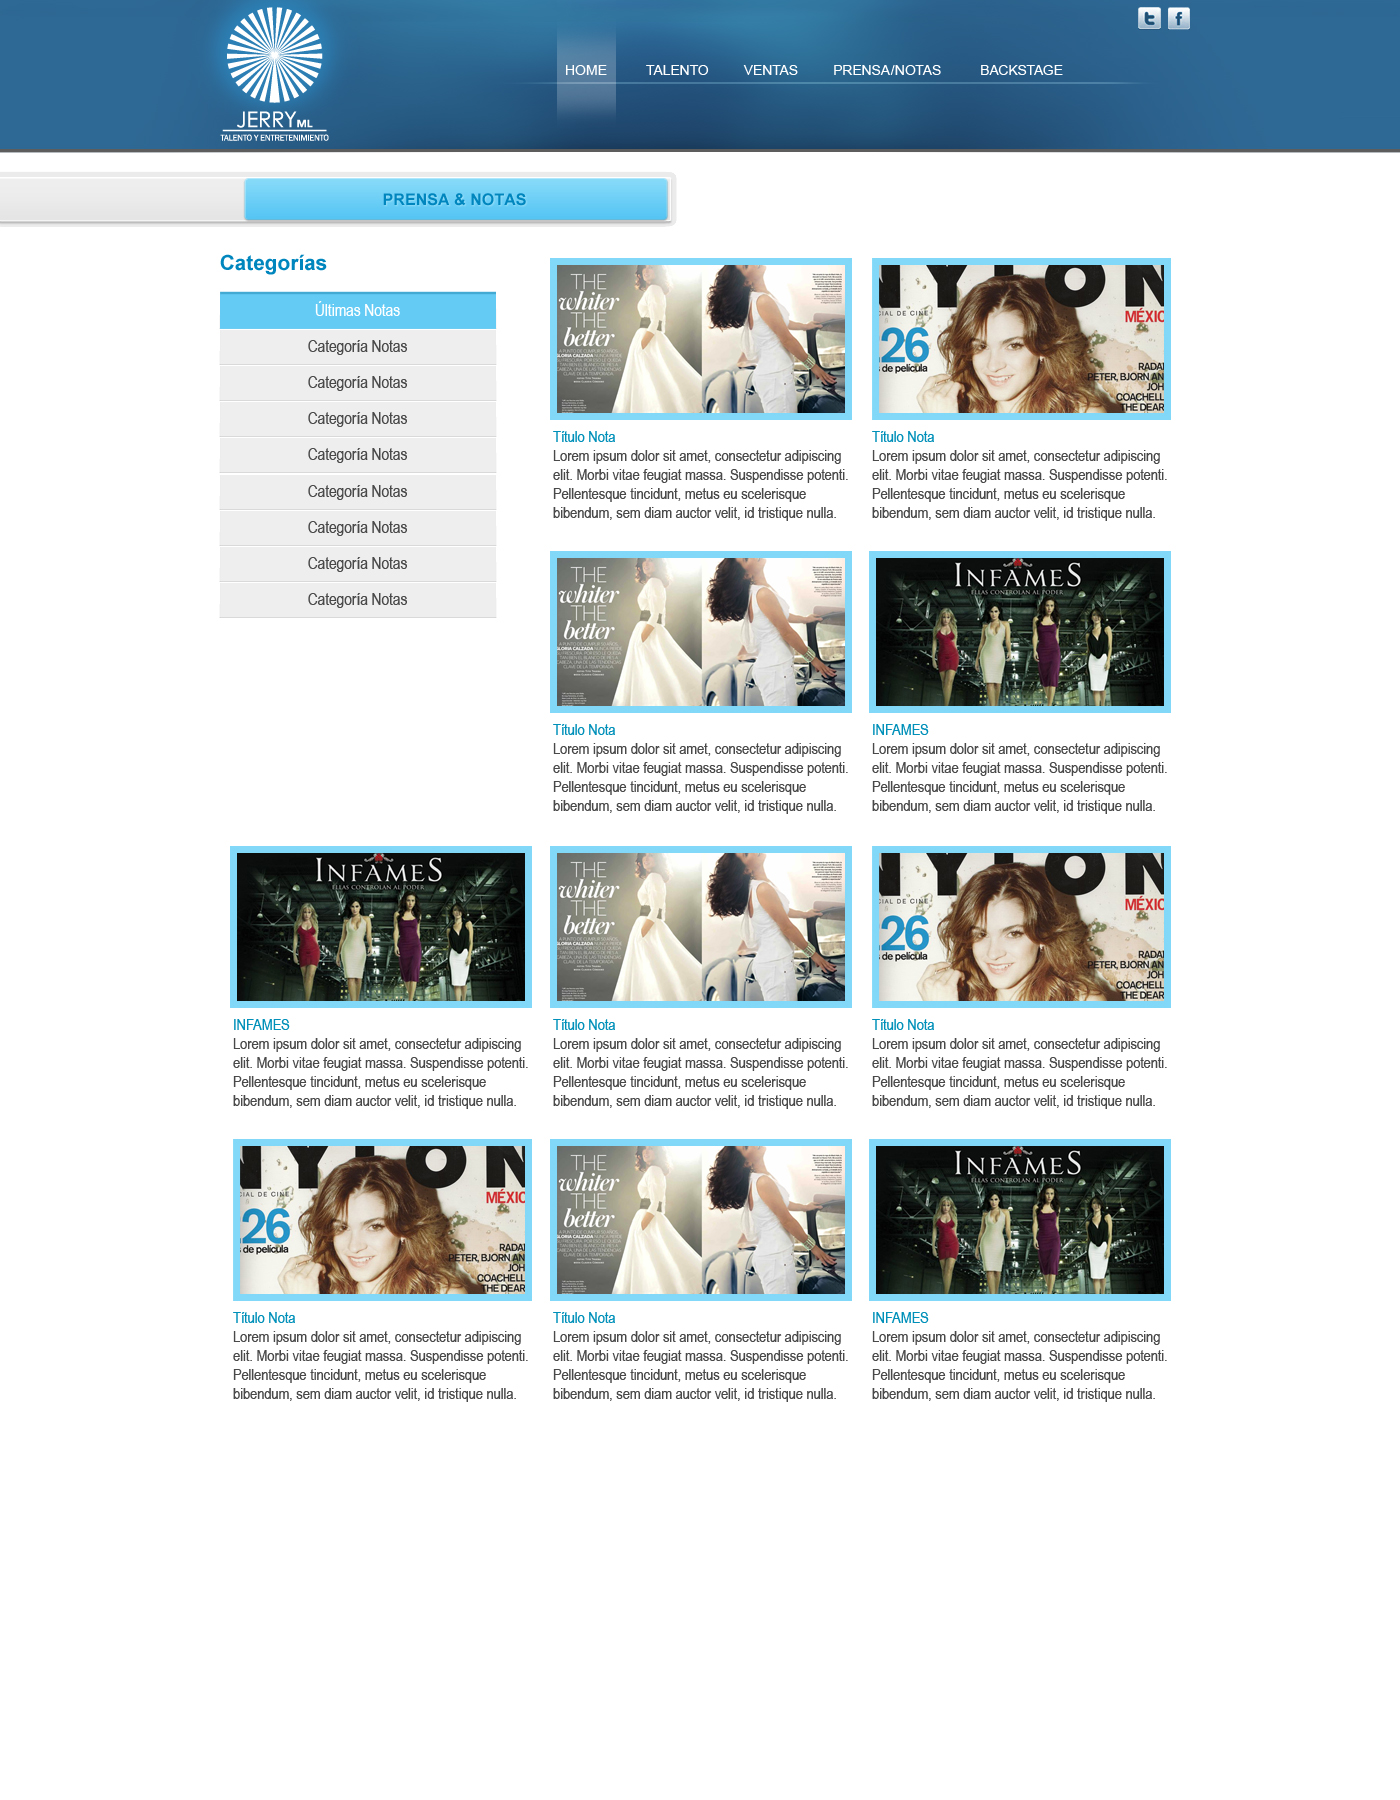 JERRY ML
TALENTO Y ENTRETENIMIENTO
HOME TALENTO VENTAS PRENSA/NOTAS BACKSTAGE
PRENSA & NOTAS
Categorías
Últimas Notas
Categoría Notas
Categoría Notas
Categoría Notas
Categoría Notas
Categoría Notas
Categoría Notas
Categoría Notas
Categoría Notas
THE
whiter
THE
better
Título Nota
Lorem ipsum dolor sit amet, consectetur adipiscing
elit. Morbi vitae feugiat massa. Suspendisse potenti.
Pellentesque tincidunt, metus eu scelerisque
bibendum, sem diam auctor velit, id tristique nulla.
NYLON
MÉXIC
CIAL DE CINE
26
s de película
RADAI
PETER, BJORN AN
JOH
COACHELL
THE DEAR
Título Nota
Lorem ipsum dolor sit amet, consectetur adipiscing
elit. Morbi vitae feugiat massa. Suspendisse potenti.
Pellentesque tincidunt, metus eu scelerisque
bibendum, sem diam auctor velit, id tristique nulla.
THE
whiter
THE
better
Título Nota
Lorem ipsum dolor sit amet, consectetur adipiscing
elit. Morbi vitae feugiat massa. Suspendisse potenti.
Pellentesque tincidunt, metus eu scelerisque
bibendum, sem diam auctor velit, id tristique nulla.
INFAMES
ELLAS CONTROLAN AL PODER
INFAMES
Lorem ipsum dolor sit amet, consectetur adipiscing
elit. Morbi vitae feugiat massa. Suspendisse potenti.
Pellentesque tincidunt, metus eu scelerisque
bibendum, sem diam auctor velit, id tristique nulla.
INFAMES
ELLAS CONTROLAN AL PODER
INFAMES
Lorem ipsum dolor sit amet, consectetur adipiscing
elit. Morbi vitae feugiat massa. Suspendisse potenti.
Pellentesque tincidunt, metus eu scelerisque
bibendum, sem diam auctor velit, id tristique nulla.
THE
whiter
THE
better
Título Nota
Lorem ipsum dolor sit amet, consectetur adipiscing
elit. Morbi vitae feugiat massa. Suspendisse potenti.
Pellentesque tincidunt, metus eu scelerisque
bibendum, sem diam auctor velit, id tristique nulla.
NYLON
MÉXIC
CIAL DE CINE
26
s de película
RADAI
PETER, BJORN AN
JOH
COACHELL
THE DEAR
Título Nota
Lorem ipsum dolor sit amet, consectetur adipiscing
elit. Morbi vitae feugiat massa. Suspendisse potenti.
Pellentesque tincidunt, metus eu scelerisque
bibendum, sem diam auctor velit, id tristique nulla.
NYLON
MÉXIC
CIAL DE CINE
26
s de película
RADAI
PETER, BJORN AN
JOH
COACHELL
THE DEAR
Título Nota
Lorem ipsum dolor sit amet, consectetur adipiscing
elit. Morbi vitae feugiat massa. Suspendisse potenti.
Pellentesque tincidunt, metus eu scelerisque
bibendum, sem diam auctor velit, id tristique nulla.
THE
whiter
THE
better
Título Nota
Lorem ipsum dolor sit amet, consectetur adipiscing
elit. Morbi vitae feugiat massa. Suspendisse potenti.
Pellentesque tincidunt, metus eu scelerisque
bibendum, sem diam auctor velit, id tristique nulla.
INFAMES
ELLAS CONTROLAN AL PODER
INFAMES
Lorem ipsum dolor sit amet, consectetur adipiscing
elit. Morbi vitae feugiat massa. Suspendisse potenti.
Pellentesque tincidunt, metus eu scelerisque
bibendum, sem diam auctor velit, id tristique nulla.